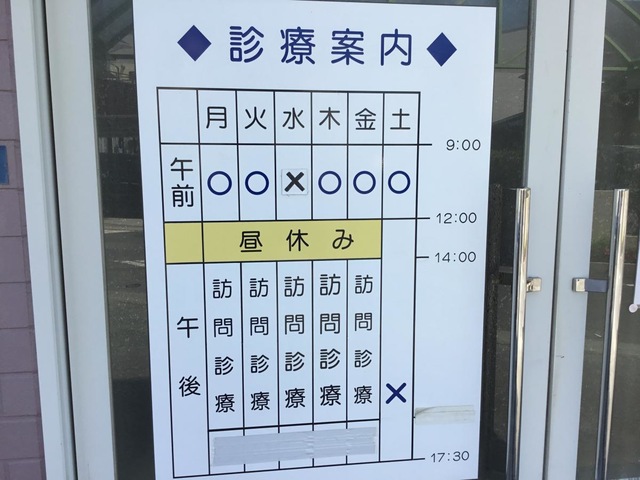 ◆ 診療案内 ◆
月 火 水 木 金 土
9:00
午前 ○ ○ × ○ ○ ○
12:00
昼休み
14:00
午後 訪問診療 訪問診療 訪問診療 訪問診療 訪問診療 ×
17:30